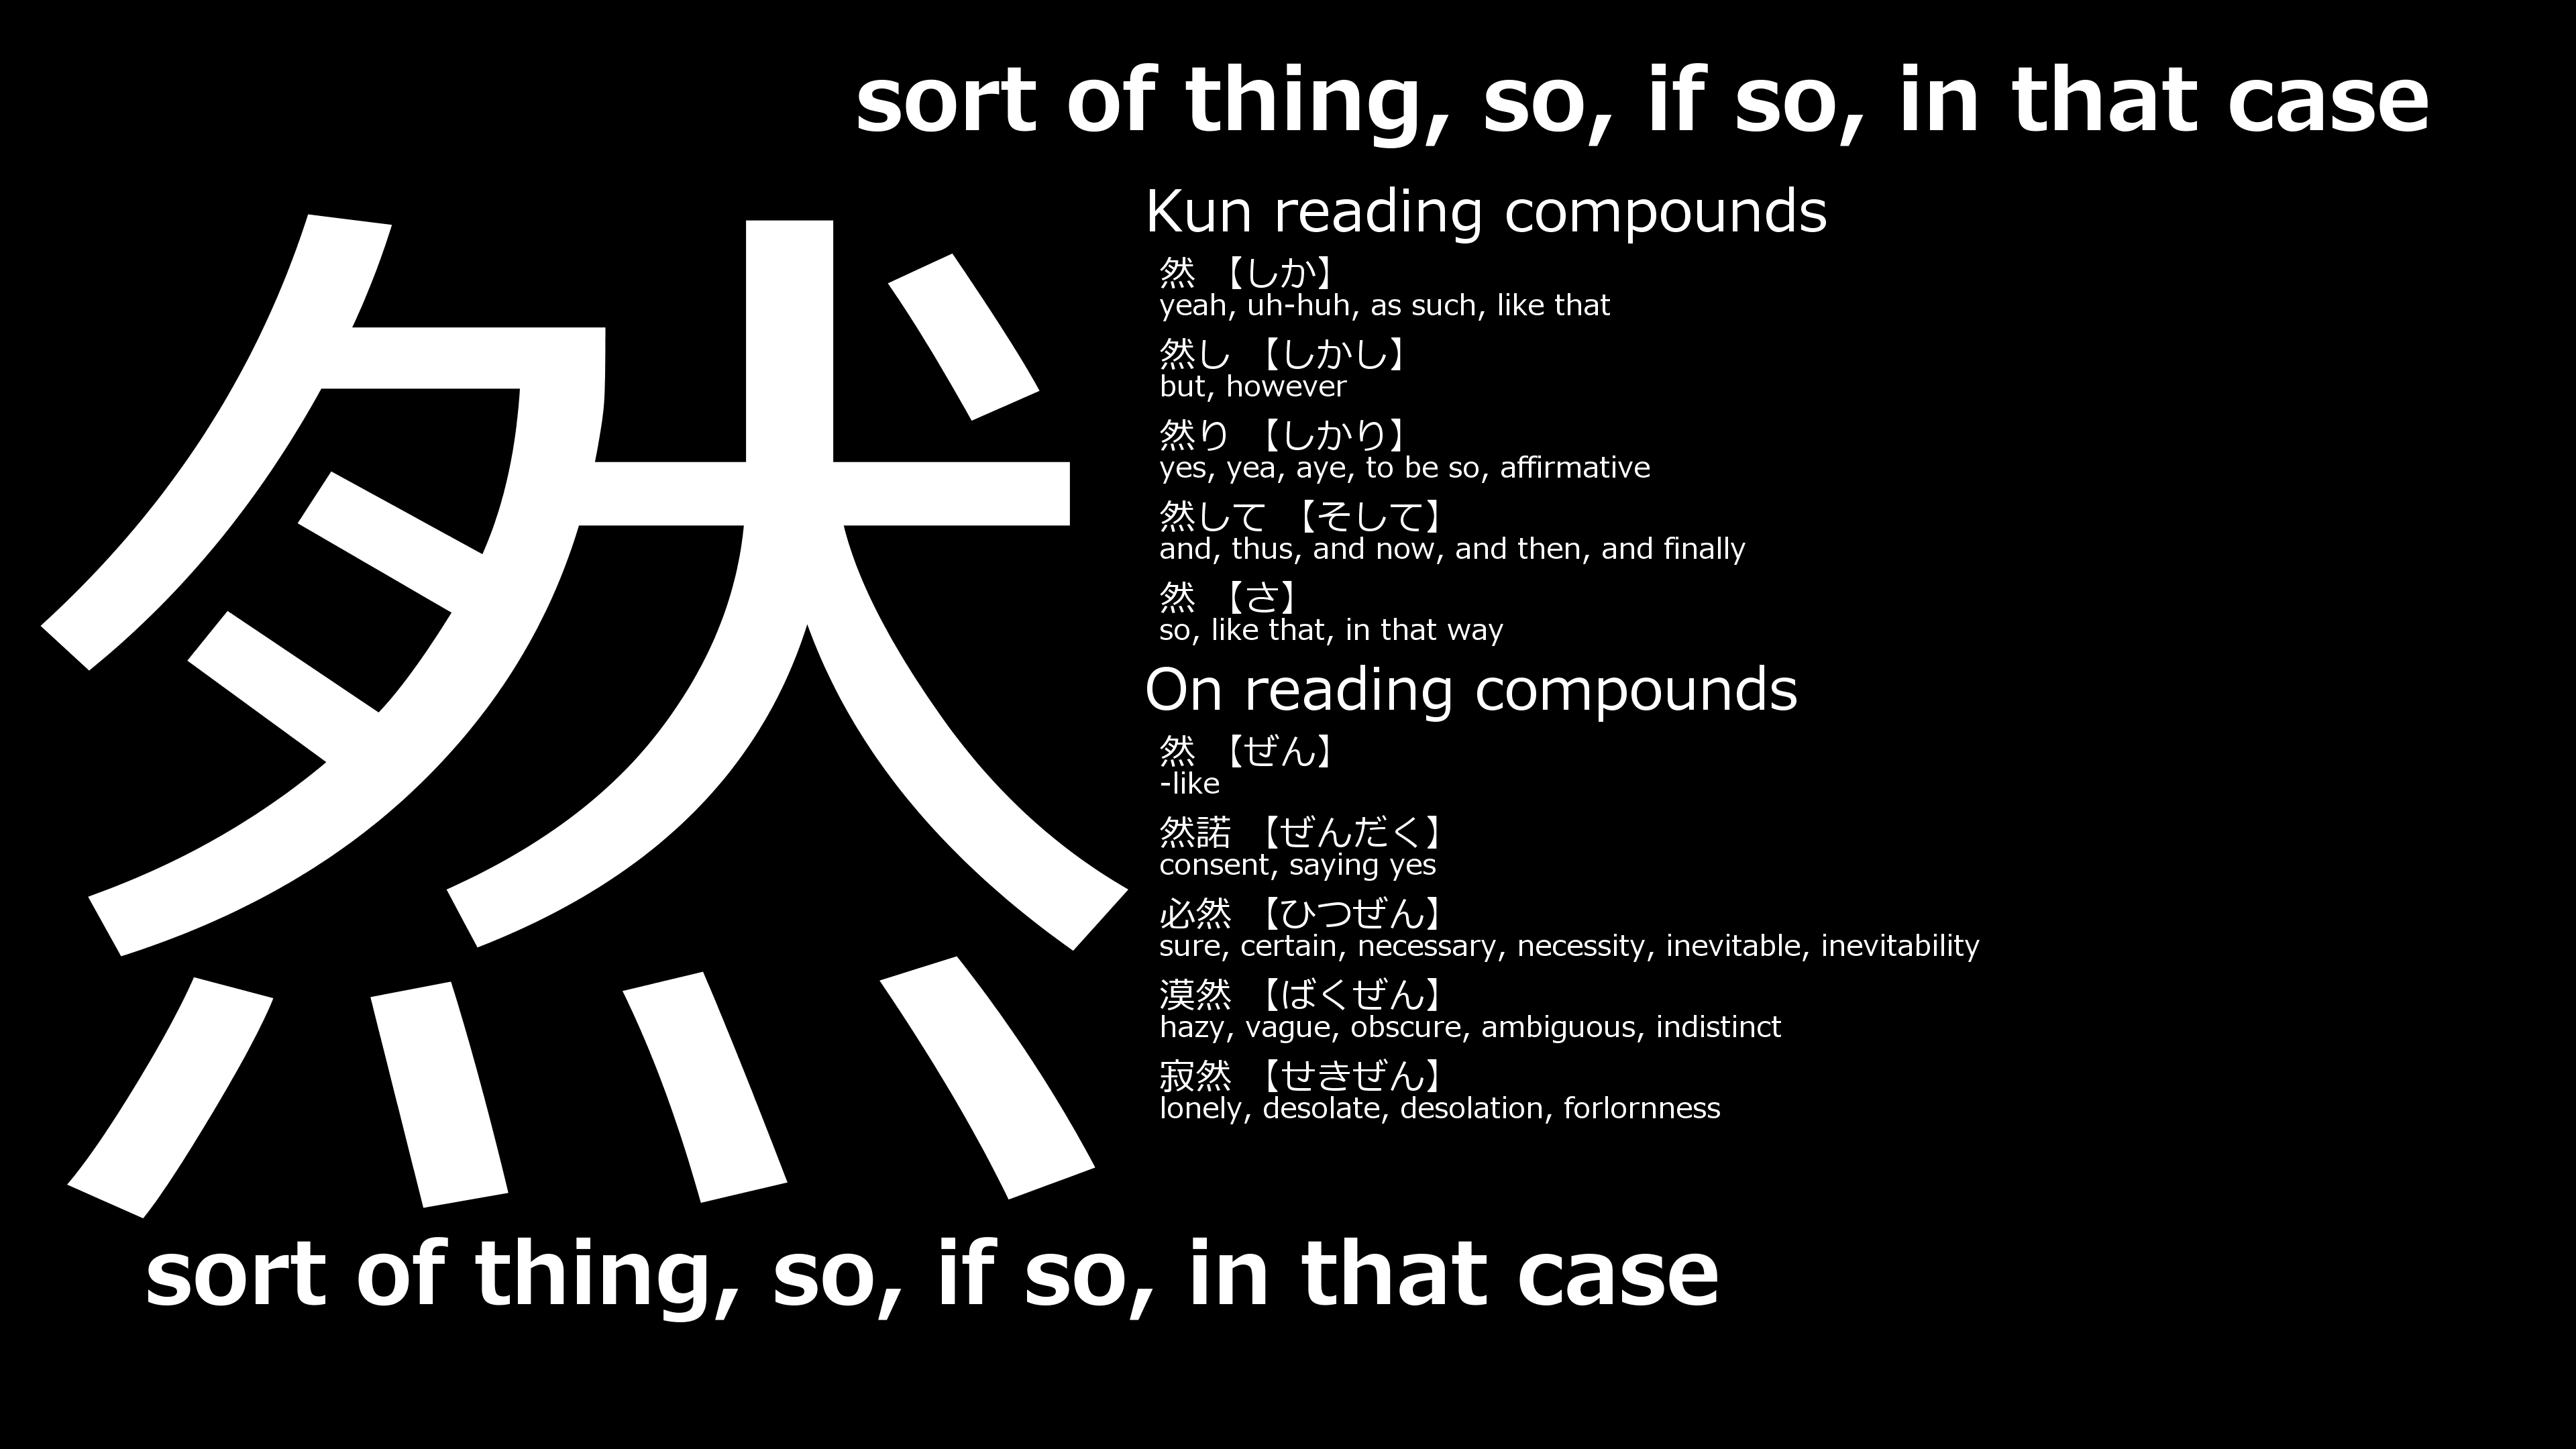 sort of thing, so, if so, in that case
然
Kun reading compounds
然 【しか】
yeah, uh-huh, as such, like that
然し 【しかし】
but, however
然り 【しかり】
yes, yea, aye, to be so, affirmative
然して 【そして】
and, thus, and now, and then, and finally
然 【さ】
so, like that, in that way
On reading compounds
然 【ぜん】
-like
然諾 【ぜんだく】
consent, saying yes
必然 【ひつぜん】
sure, certain, necessary, necessity, inevitable, inevitability
漠然 【ばくぜん】
hazy, vague, obscure, ambiguous, indistinct
寂然 【せきぜん】
lonely, desolate, desolation, forlornness
sort of thing, so, if so, in that case